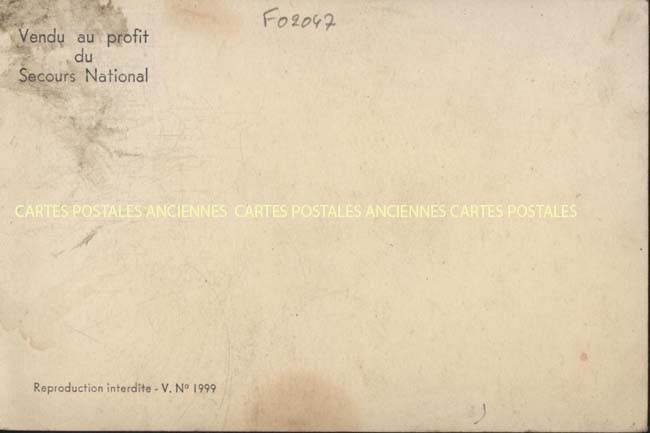 F02047
Vendu au profit
du
Secours National
CARTES POSTALES ANCIENNES CARTES POSTALES ANCIENNES CARTES POSTALES
Reproduction interdite - V. Nº 1999